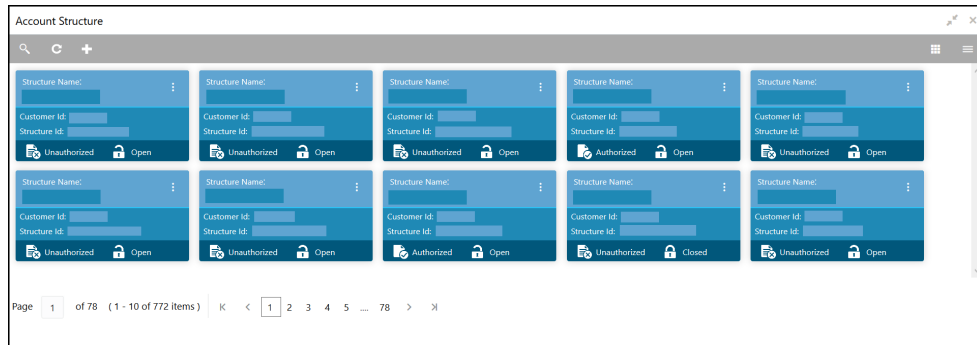 Account Structure
Structure Name: Structure Name: Structure Name: Structure Name: Structure Name:
Customer Id: Customer Id: Customer Id: Customer Id: Customer Id:
Structure Id: Structure Id: Structure Id: Structure Id: Structure Id:
Unauthorized Open Unauthorized Open Unauthorized Open Authorized Open Unauthorized Open
Structure Name: Structure Name: Structure Name: Structure Name: Structure Name:
Customer Id: Customer Id: Customer Id: Customer Id: Customer Id:
Structure Id: Structure Id: Structure Id: Structure Id: Structure Id:
Unauthorized Open Unauthorized Open Authorized Open Unauthorized Closed Unauthorized Open
Page 1 of 78 ( 1 - 10 of 772 items ) 1 2 3 4 5 .... 78